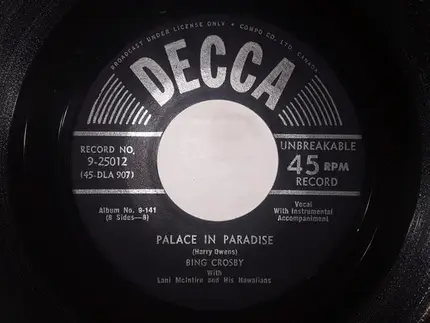 BROADCAST UNDER LICENSE ONLY • COMPO CO., LTD., CANADA
DECCA
RECORD NO.
9-25012
(45-DLA 907)
UNBREAKABLE
45 RPM
RECORD
Album No. 9-141
(8 Sides—8)
Vocal
With Instrumental
Accompaniment
PALACE IN PARADISE
(Harry Owens)
BING CROSBY
With
Lani McIntire and His Hawaiians